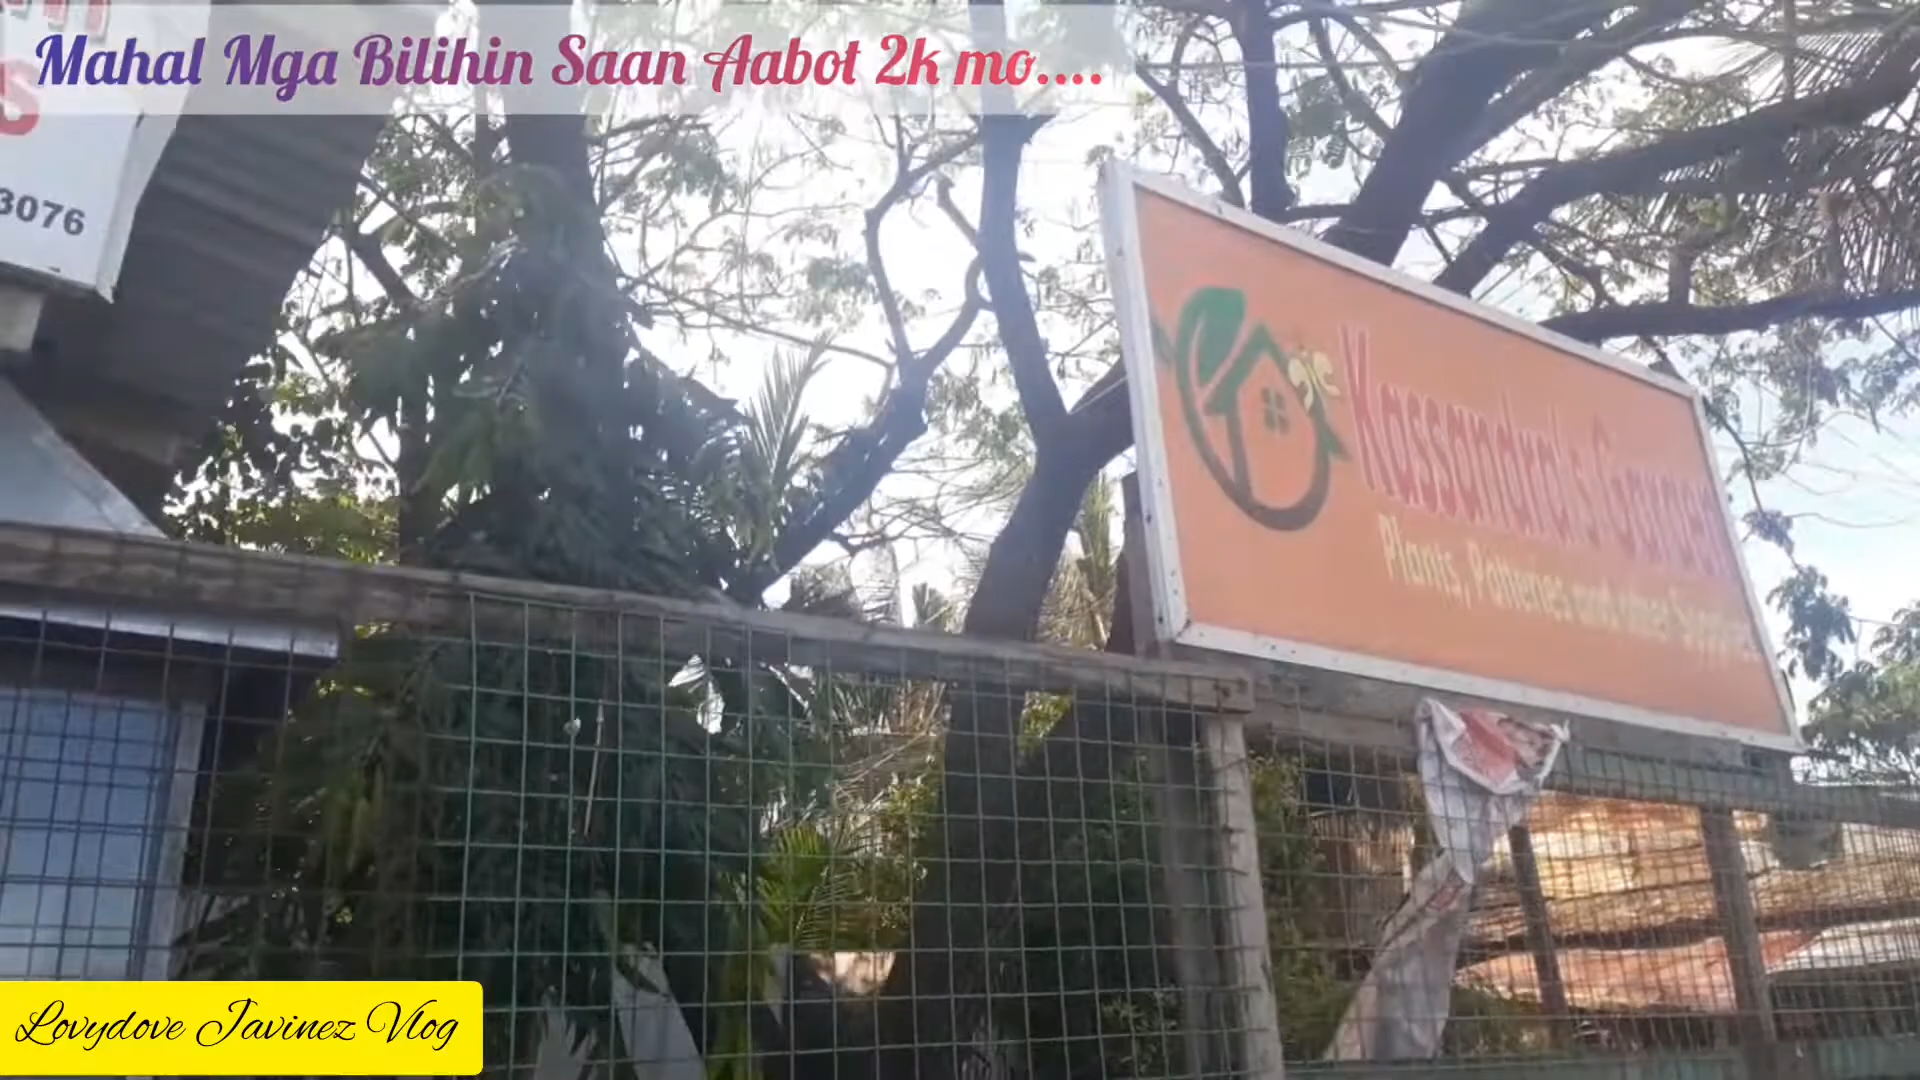 Mahal Mga Bilihin Saan Aabot 2k mo....
S
3076
Kassandra's Garden
Plants, Potteries and other Supplies
Lovydove Javinez Vlog